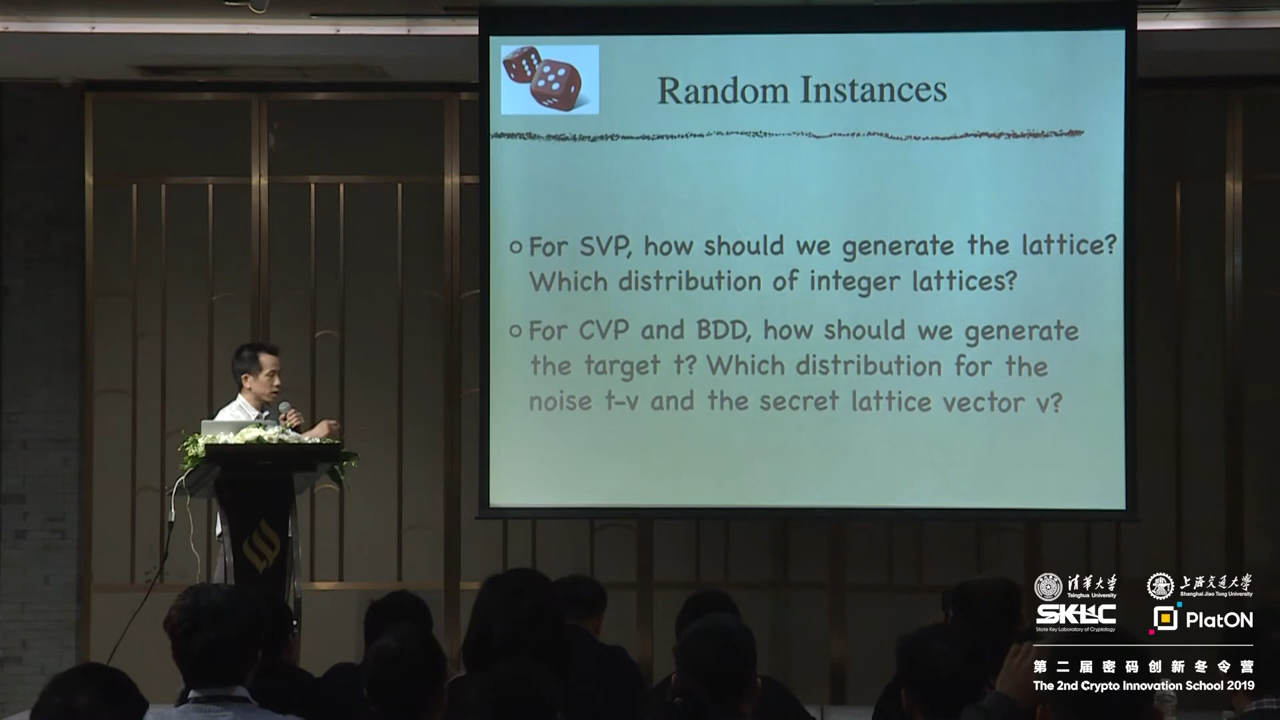 Random Instances
For SVP, how should we generate the lattice?
Which distribution of integer lattices?
For CVP and BDD, how should we generate
the target t? Which distribution for the
noise t-v and the secret lattice vector v?
清华大学
Tsinghua University
上海交通大学
Shanghai Jiao Tong University
SKLC
State Key Laboratory of Cryptology
PlatON
第二届密码创新冬令营
The 2nd Crypto Innovation School 2019